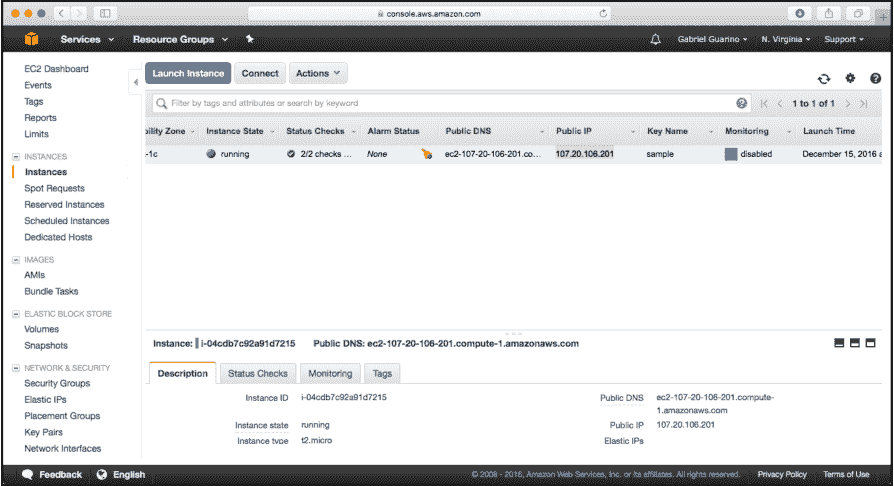 console.aws.amazon.com
Services Resource Groups Gabriel Guarino N. Virginia Support
EC2 Dashboard
Events
Tags
Reports
Limits
INSTANCES
Instances
Spot Requests
Reserved Instances
Scheduled Instances
Dedicated Hosts
IMAGES
AMIs
Bundle Tasks
ELASTIC BLOCK STORE
Volumes
Snapshots
NETWORK & SECURITY
Security Groups
Elastic IPs
Placement Groups
Key Pairs
Network Interfaces
Launch Instance Connect Actions
Filter by tags and attributes or search by keyword 1 to 1 of 1
bility Zone Instance State Status Checks Alarm Status Public DNS Public IP Key Name Monitoring Launch Time
-1c running 2/2 checks ... None ec2-107-20-106-201.co... 107.20.106.201 sample disabled December 15, 2016 a
Instance: i-04cdb7c92a91d7215 Public DNS: ec2-107-20-106-201.compute-1.amazonaws.com
Description Status Checks Monitoring Tags
Instance ID i-04cdb7c92a91d7215 Public DNS ec2-107-20-106-201.compute-
1.amazonaws.com
Instance state running Public IP 107.20.106.201
Instance type t2.micro Elastic IPs
Feedback English © 2008 - 2016, Amazon Web Services, Inc. or its affiliates. All rights reserved. Privacy Policy Terms of Use